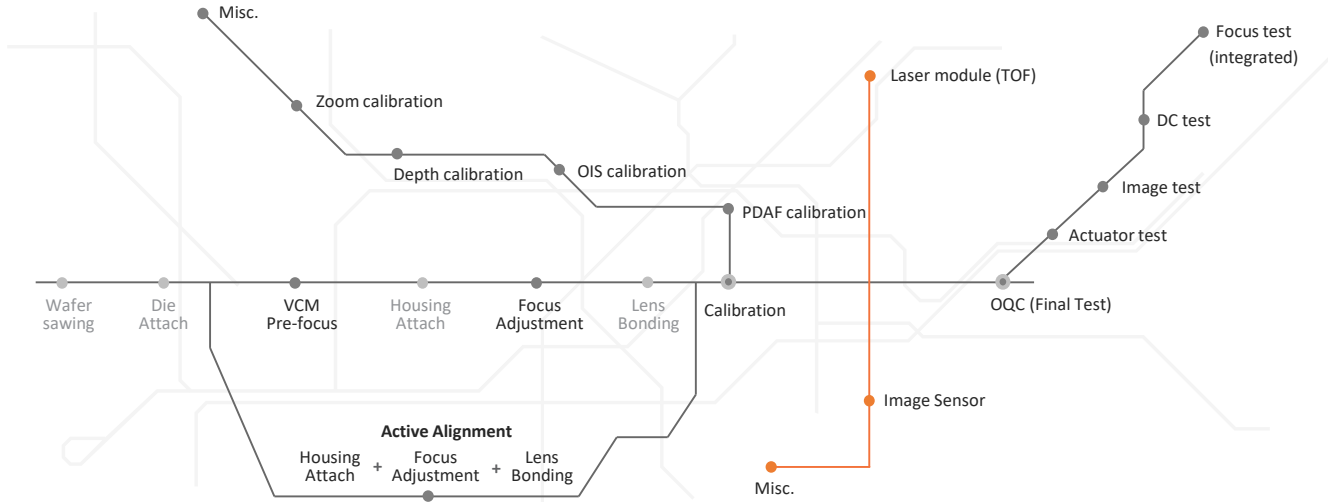 Misc.
Zoom calibration
Depth calibration
OIS calibration
PDAF calibration
Laser module (TOF)
Focus test
(integrated)
DC test
Image test
Actuator test
Wafer
sawing
Die
Attach
VCM
Pre-focus
Housing
Attach
Focus
Adjustment
Lens
Bonding
Calibration
OQC (Final Test)
Active Alignment
Housing
Attach
+
Focus
Adjustment
+
Lens
Bonding
Image Sensor
Misc.